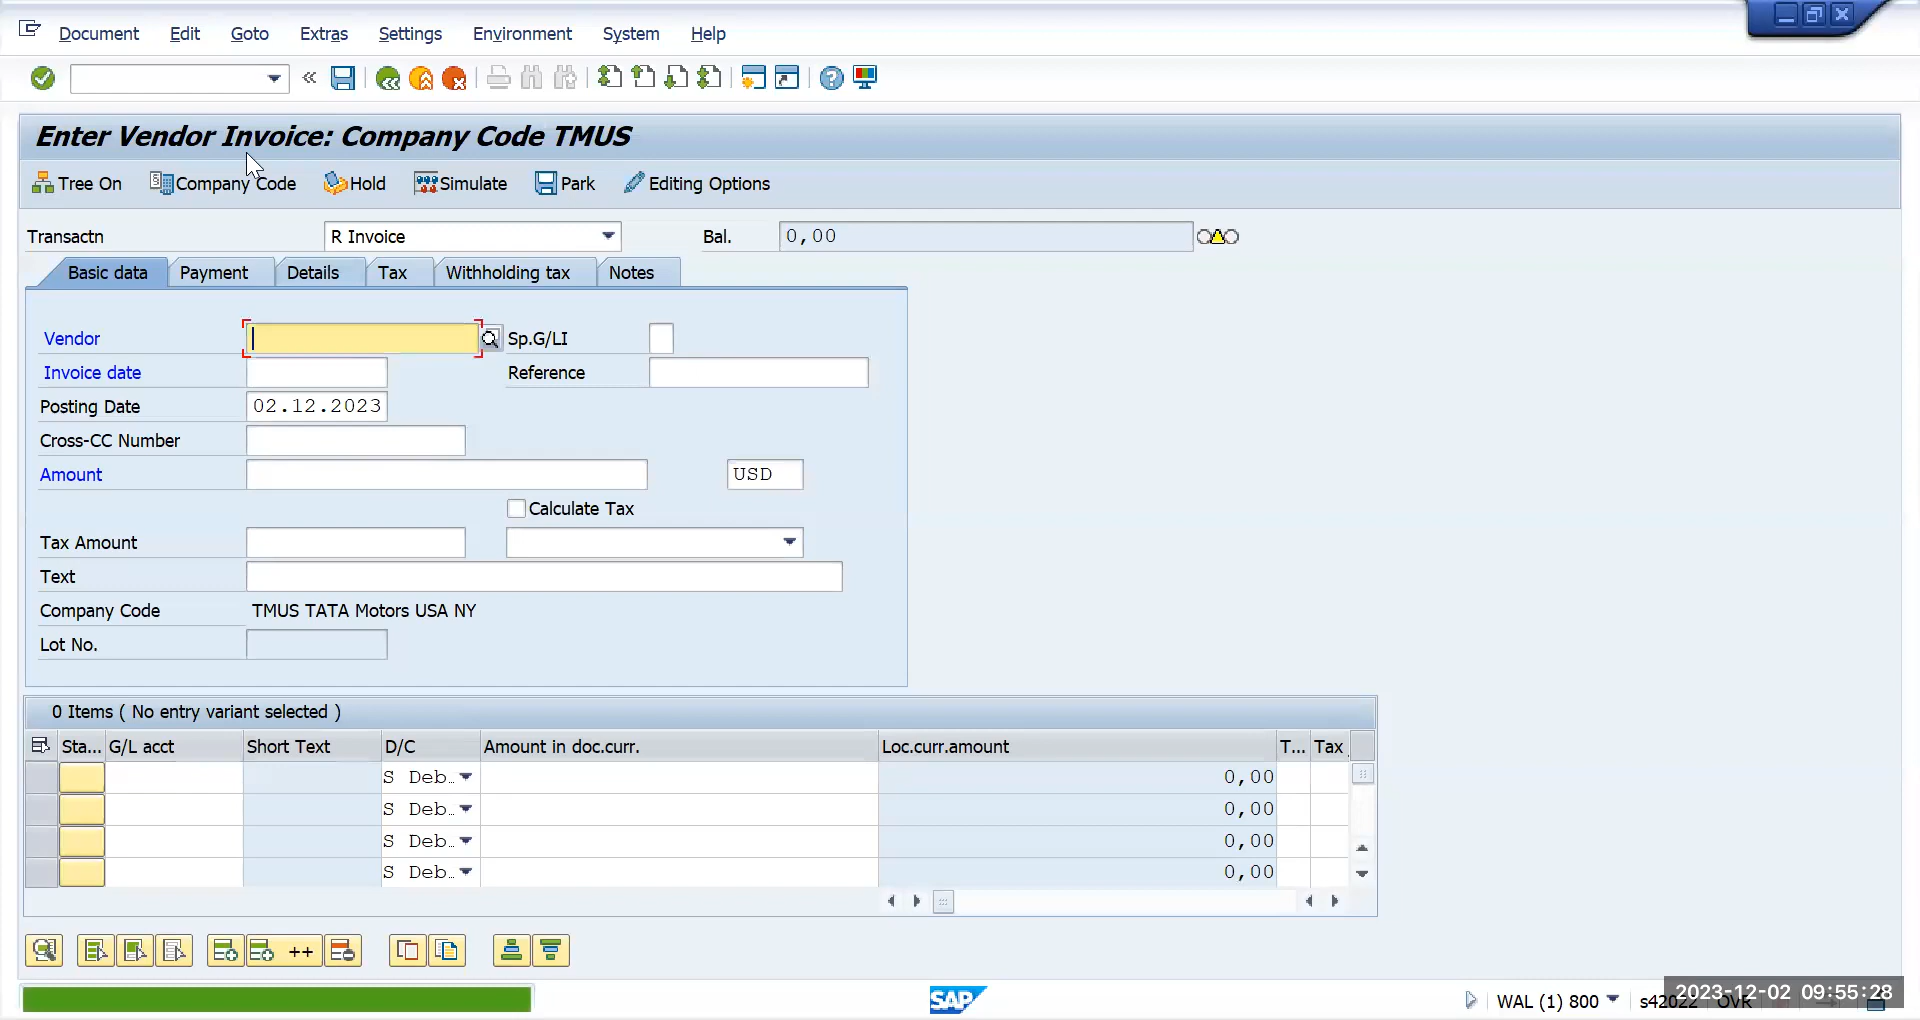 Document Edit Goto Extras Settings Environment System Help
Enter Vendor Invoice: Company Code TMUS
Tree On Company Code Hold Simulate Park Editing Options
Transactn R Invoice Bal. 0,00
Basic data Payment Details Tax Withholding tax Notes
Vendor Sp.G/LI
Invoice date Reference
Posting Date 02.12.2023
Cross-CC Number
Amount USD
Calculate Tax
Tax Amount
Text
Company Code TMUS TATA Motors USA NY
Lot No.
0 Items ( No entry variant selected )
Sta... G/L acct Short Text D/C Amount in doc.curr. Loc.curr.amount T... Tax
S Deb.. 0,00
S Deb.. 0,00
S Deb.. 0,00
S Deb.. 0,00
++
SAP WAL (1) 800 s42022 OVR
2023-12-02 09:55:28